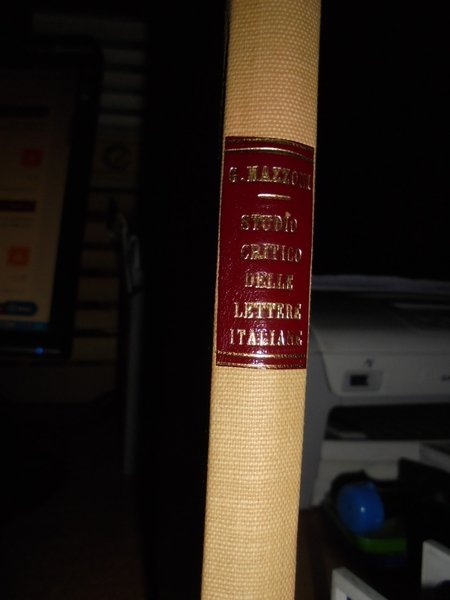 G. MAZZONI
STUDIO
CRITICO
DELLE
LETTERE
ITALIANE